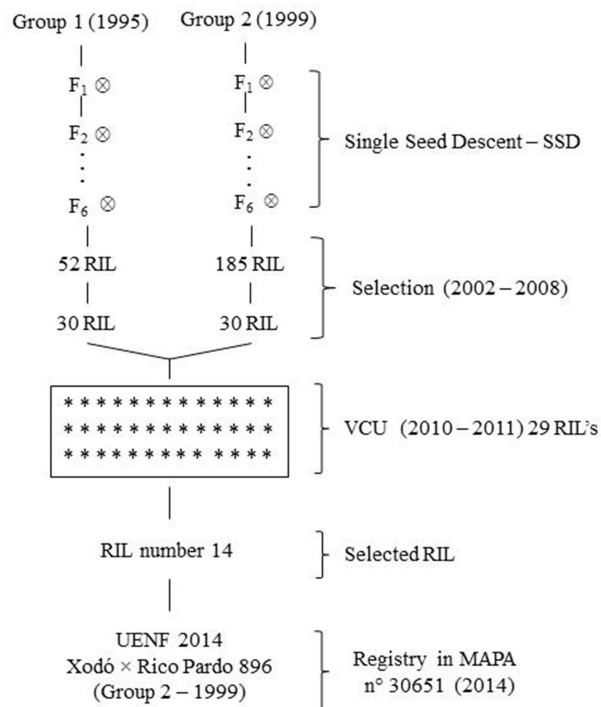 Group 1 (1995) Group 2 (1999)
F1 ⊗ F1 ⊗
F2 ⊗ F2 ⊗
Single Seed Descent – SSD
F6 ⊗ F6 ⊗
52 RIL 185 RIL
Selection (2002 – 2008)
30 RIL 30 RIL
* * * * * * * * * * * * *
* * * * * * * * * * * * *
VCU (2010 – 2011) 29 RIL's
* * * * * * * * * * * * *
RIL number 14
Selected RIL
UENF 2014
Xodó × Rico Pardo 896
(Group 2 – 1999)
Registry in MAPA
n° 30651 (2014)